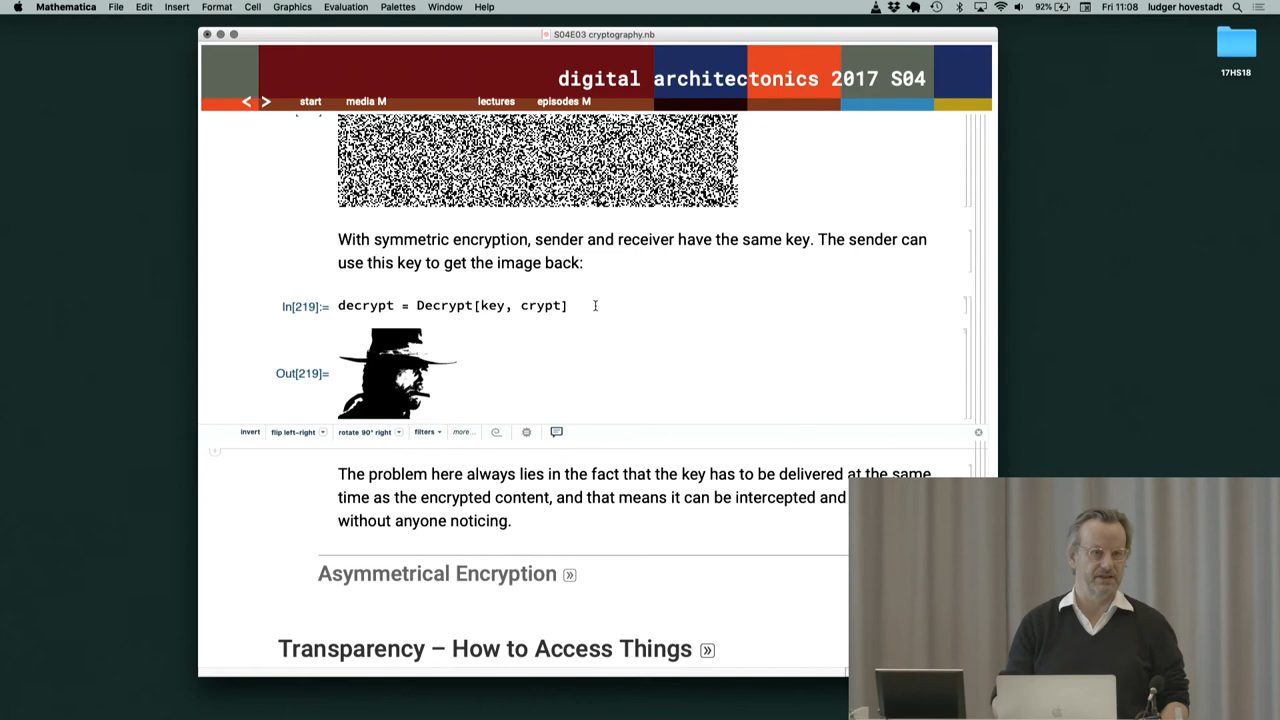 Mathematica File Edit Insert Format Cell Graphics Evaluation Palettes Window Help 92% Fri 11:08 ludger hovestadt
S04E03 cryptography.nb
17HS18
digital architectonics 2017 S04
< > start media M lectures episodes M
With symmetric encryption, sender and receiver have the same key. The sender can
use this key to get the image back:
In[219]:= decrypt = Decrypt[key, crypt]
Out[219]=
invert flip left-right rotate 90° right filters more...
The problem here always lies in the fact that the key has to be delivered at the same
time as the encrypted content, and that means it can be intercepted and
without anyone noticing.
Asymmetrical Encryption
Transparency – How to Access Things